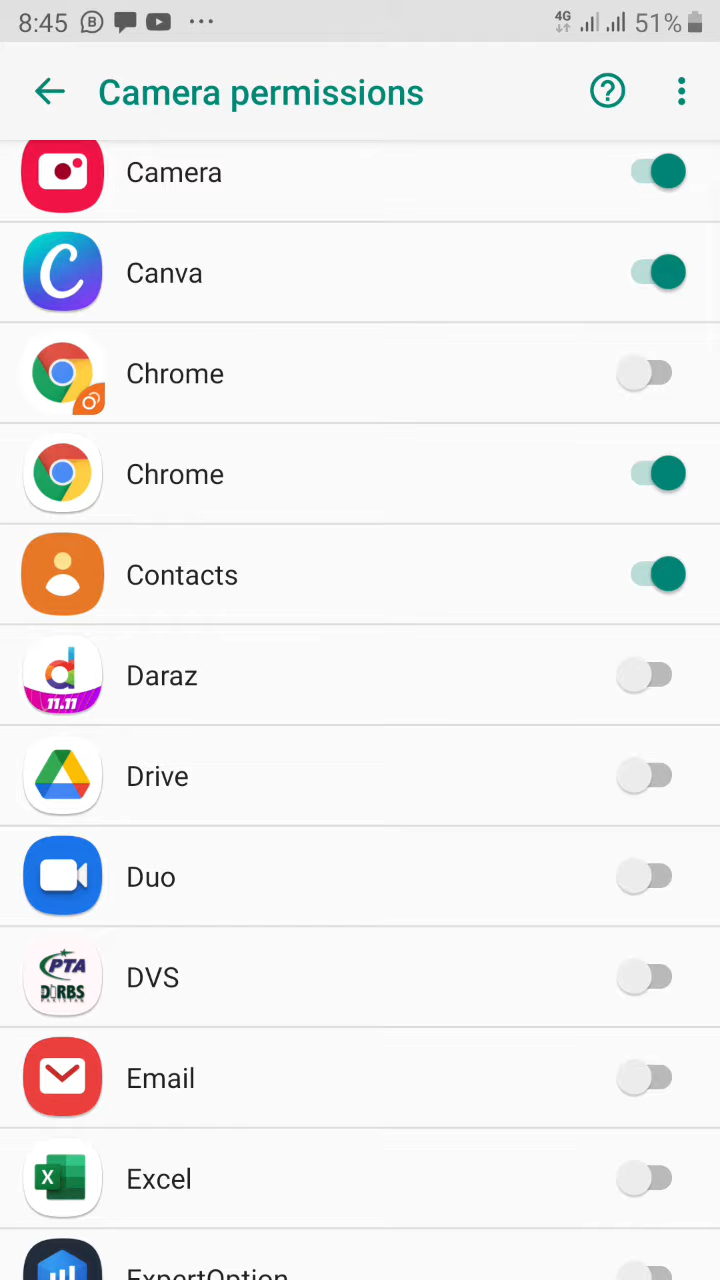 8:45 4G 51%
Camera permissions
Camera
Canva
Chrome
Chrome
Contacts
11.11
Daraz
Drive
Duo
PTA
DVS
DIRBS
PAKISTAN
Email
X
Excel
ExpertOption